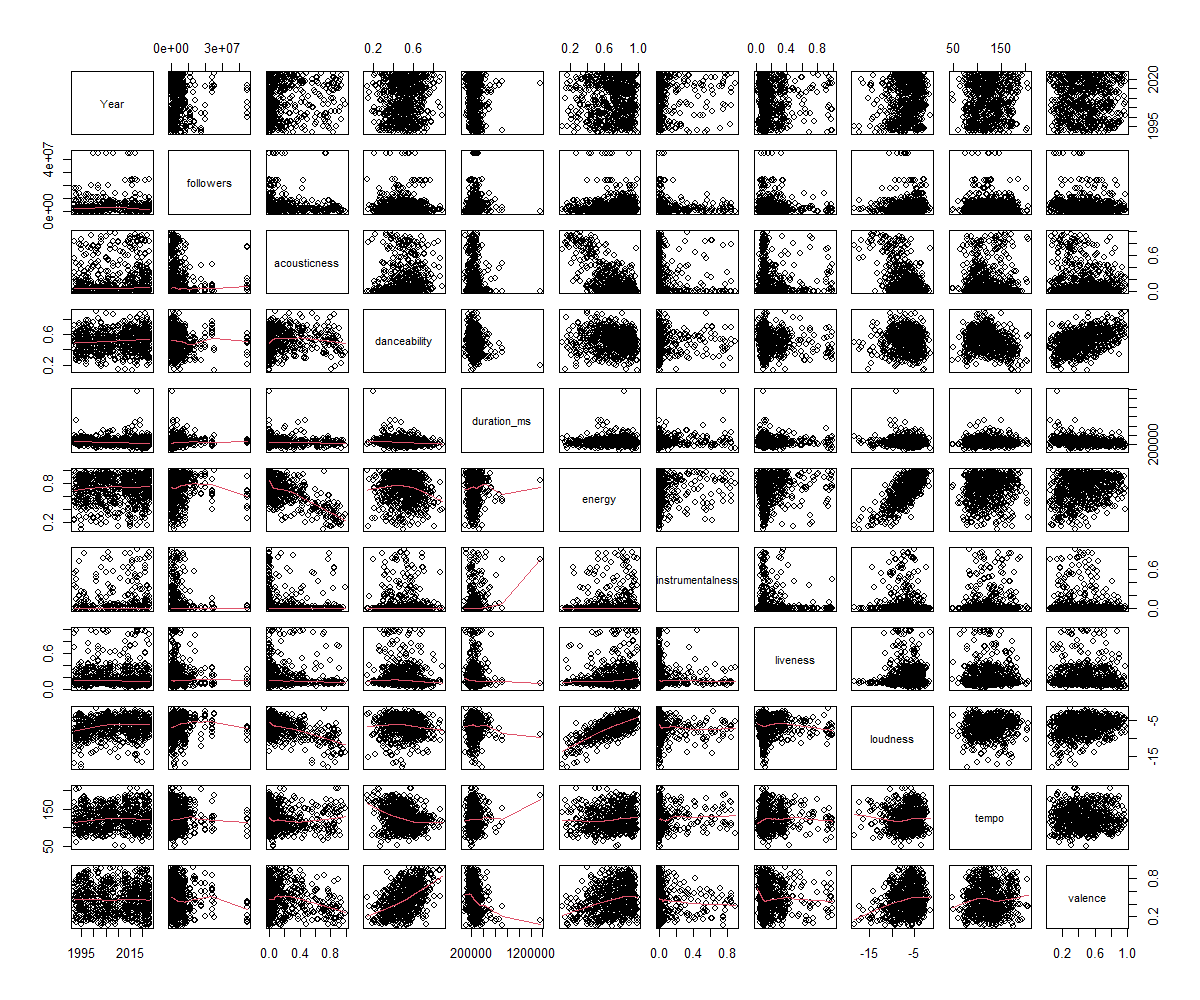 0e+00 3e+07 0.2 0.6 0.2 0.6 1.0 0.0 0.4 0.8 50 150
Year 1995 2020
0e+00 4e+07 followers
acousticness 0.0 0.6
0.2 0.6 danceability
duration_ms 200000
0.2 0.8 energy
instrumentalness 0.0 0.6
0.0 0.6 liveness
loudness -15 -5
50 150 tempo
valence 0.2 0.8
1995 2015 0.0 0.4 0.8 200000 1200000 0.0 0.4 0.8 -15 -5 0.2 0.6 1.0